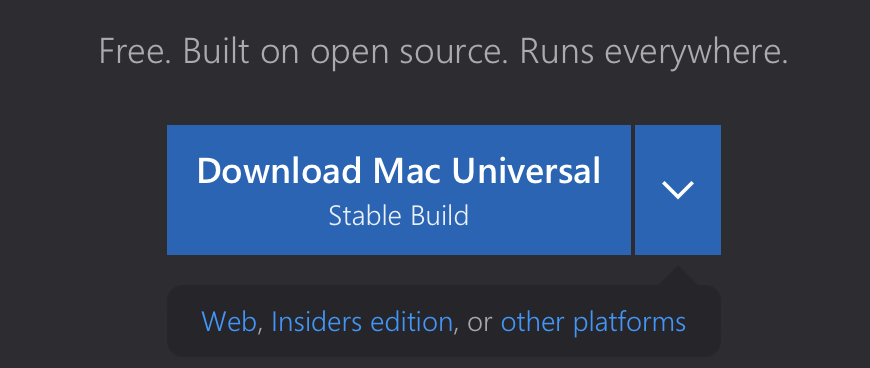 Free. Built on open source. Runs everywhere.
Download Mac Universal
Stable Build
Web, Insiders edition, or other platforms